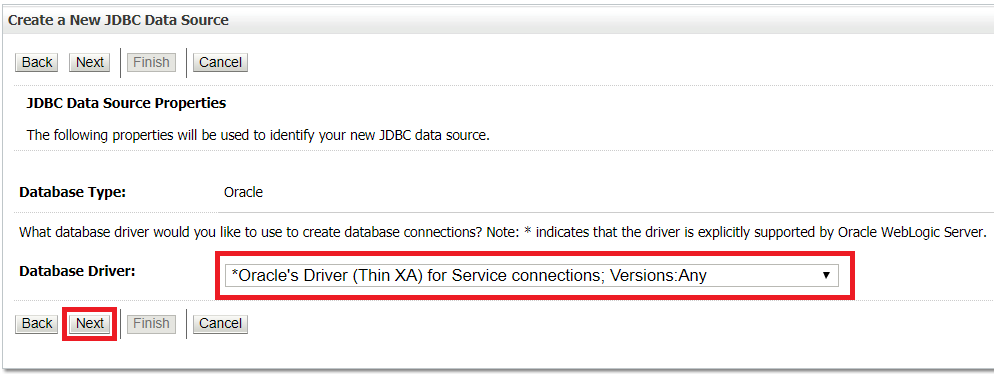 Create a New JDBC Data Source
Back Next Finish Cancel
JDBC Data Source Properties
The following properties will be used to identify your new JDBC data source.
Database Type: Oracle
What database driver would you like to use to create database connections? Note: * indicates that the driver is explicitly supported by Oracle WebLogic Server.
Database Driver: *Oracle's Driver (Thin XA) for Service connections; Versions:Any
Back Next Finish Cancel